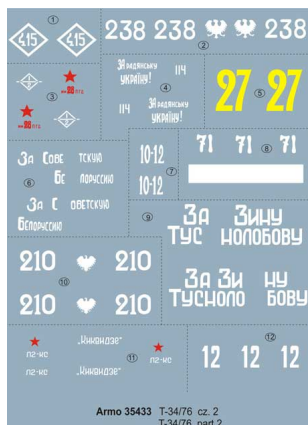 ①
415 415
238 238 238
②
③
ЗА радянську
україну!
114
④
114
ЗА радянську
україну!
27 27
⑤
За Сове тскую
Бе лоруссию
⑥
За С оветскую
Белоруссию
10-12
⑦
10-12
71 71 71
⑧
⑨
ЗА ЗИНУ
ТУС НОЛОБОВУ
ЗА ЗИ НУ
ТУСНОЛО БОВУ
210 210
⑩
210 210
⑪
12 12 12
⑫
Armo 35433 T-34/76 cz. 2
T-34/76 part 2